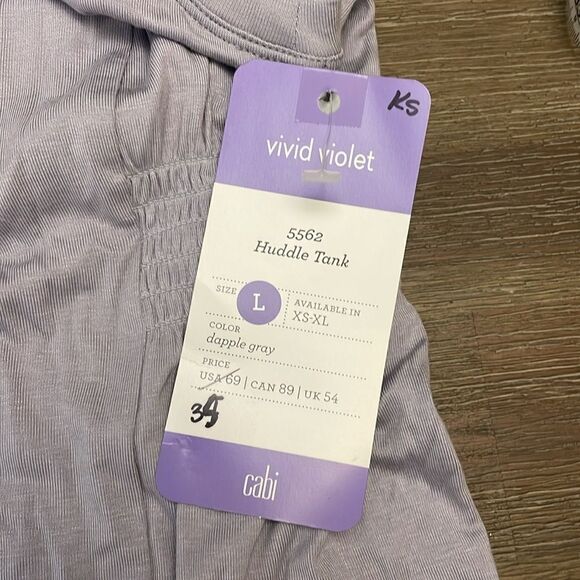 KS
vivid violet
5562
Huddle Tank
SIZE L AVAILABLE IN
XS-XL
COLOR
dapple gray
PRICE
USA 69 | CAN 89 | UK 54
cabi